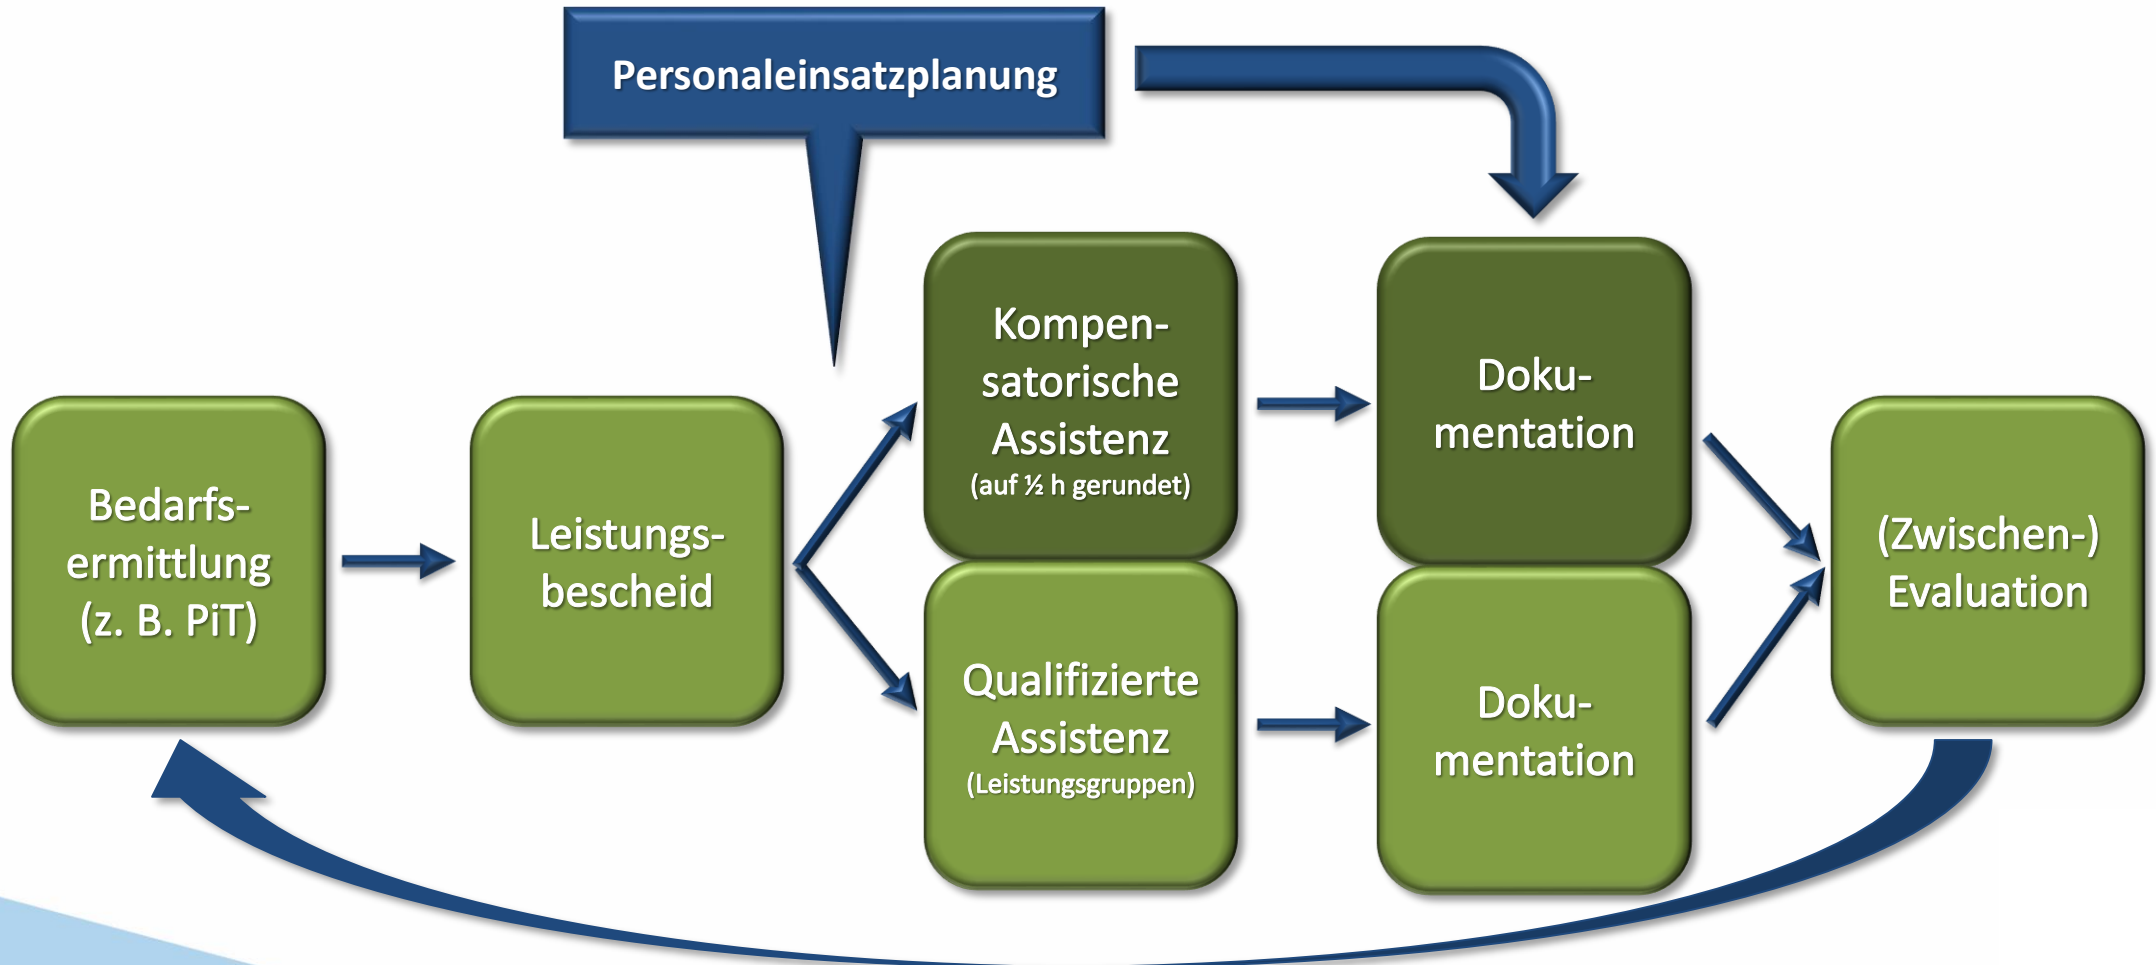 Personaleinsatzplanung
Bedarfs-
ermittlung
(z. B. PiT)
Leistungs-
bescheid
Kompen-
satorische
Assistenz
(auf ½ h gerundet)
Qualifizierte
Assistenz
(Leistungsgruppen)
Doku-
mentation
Doku-
mentation
(Zwischen-)
Evaluation